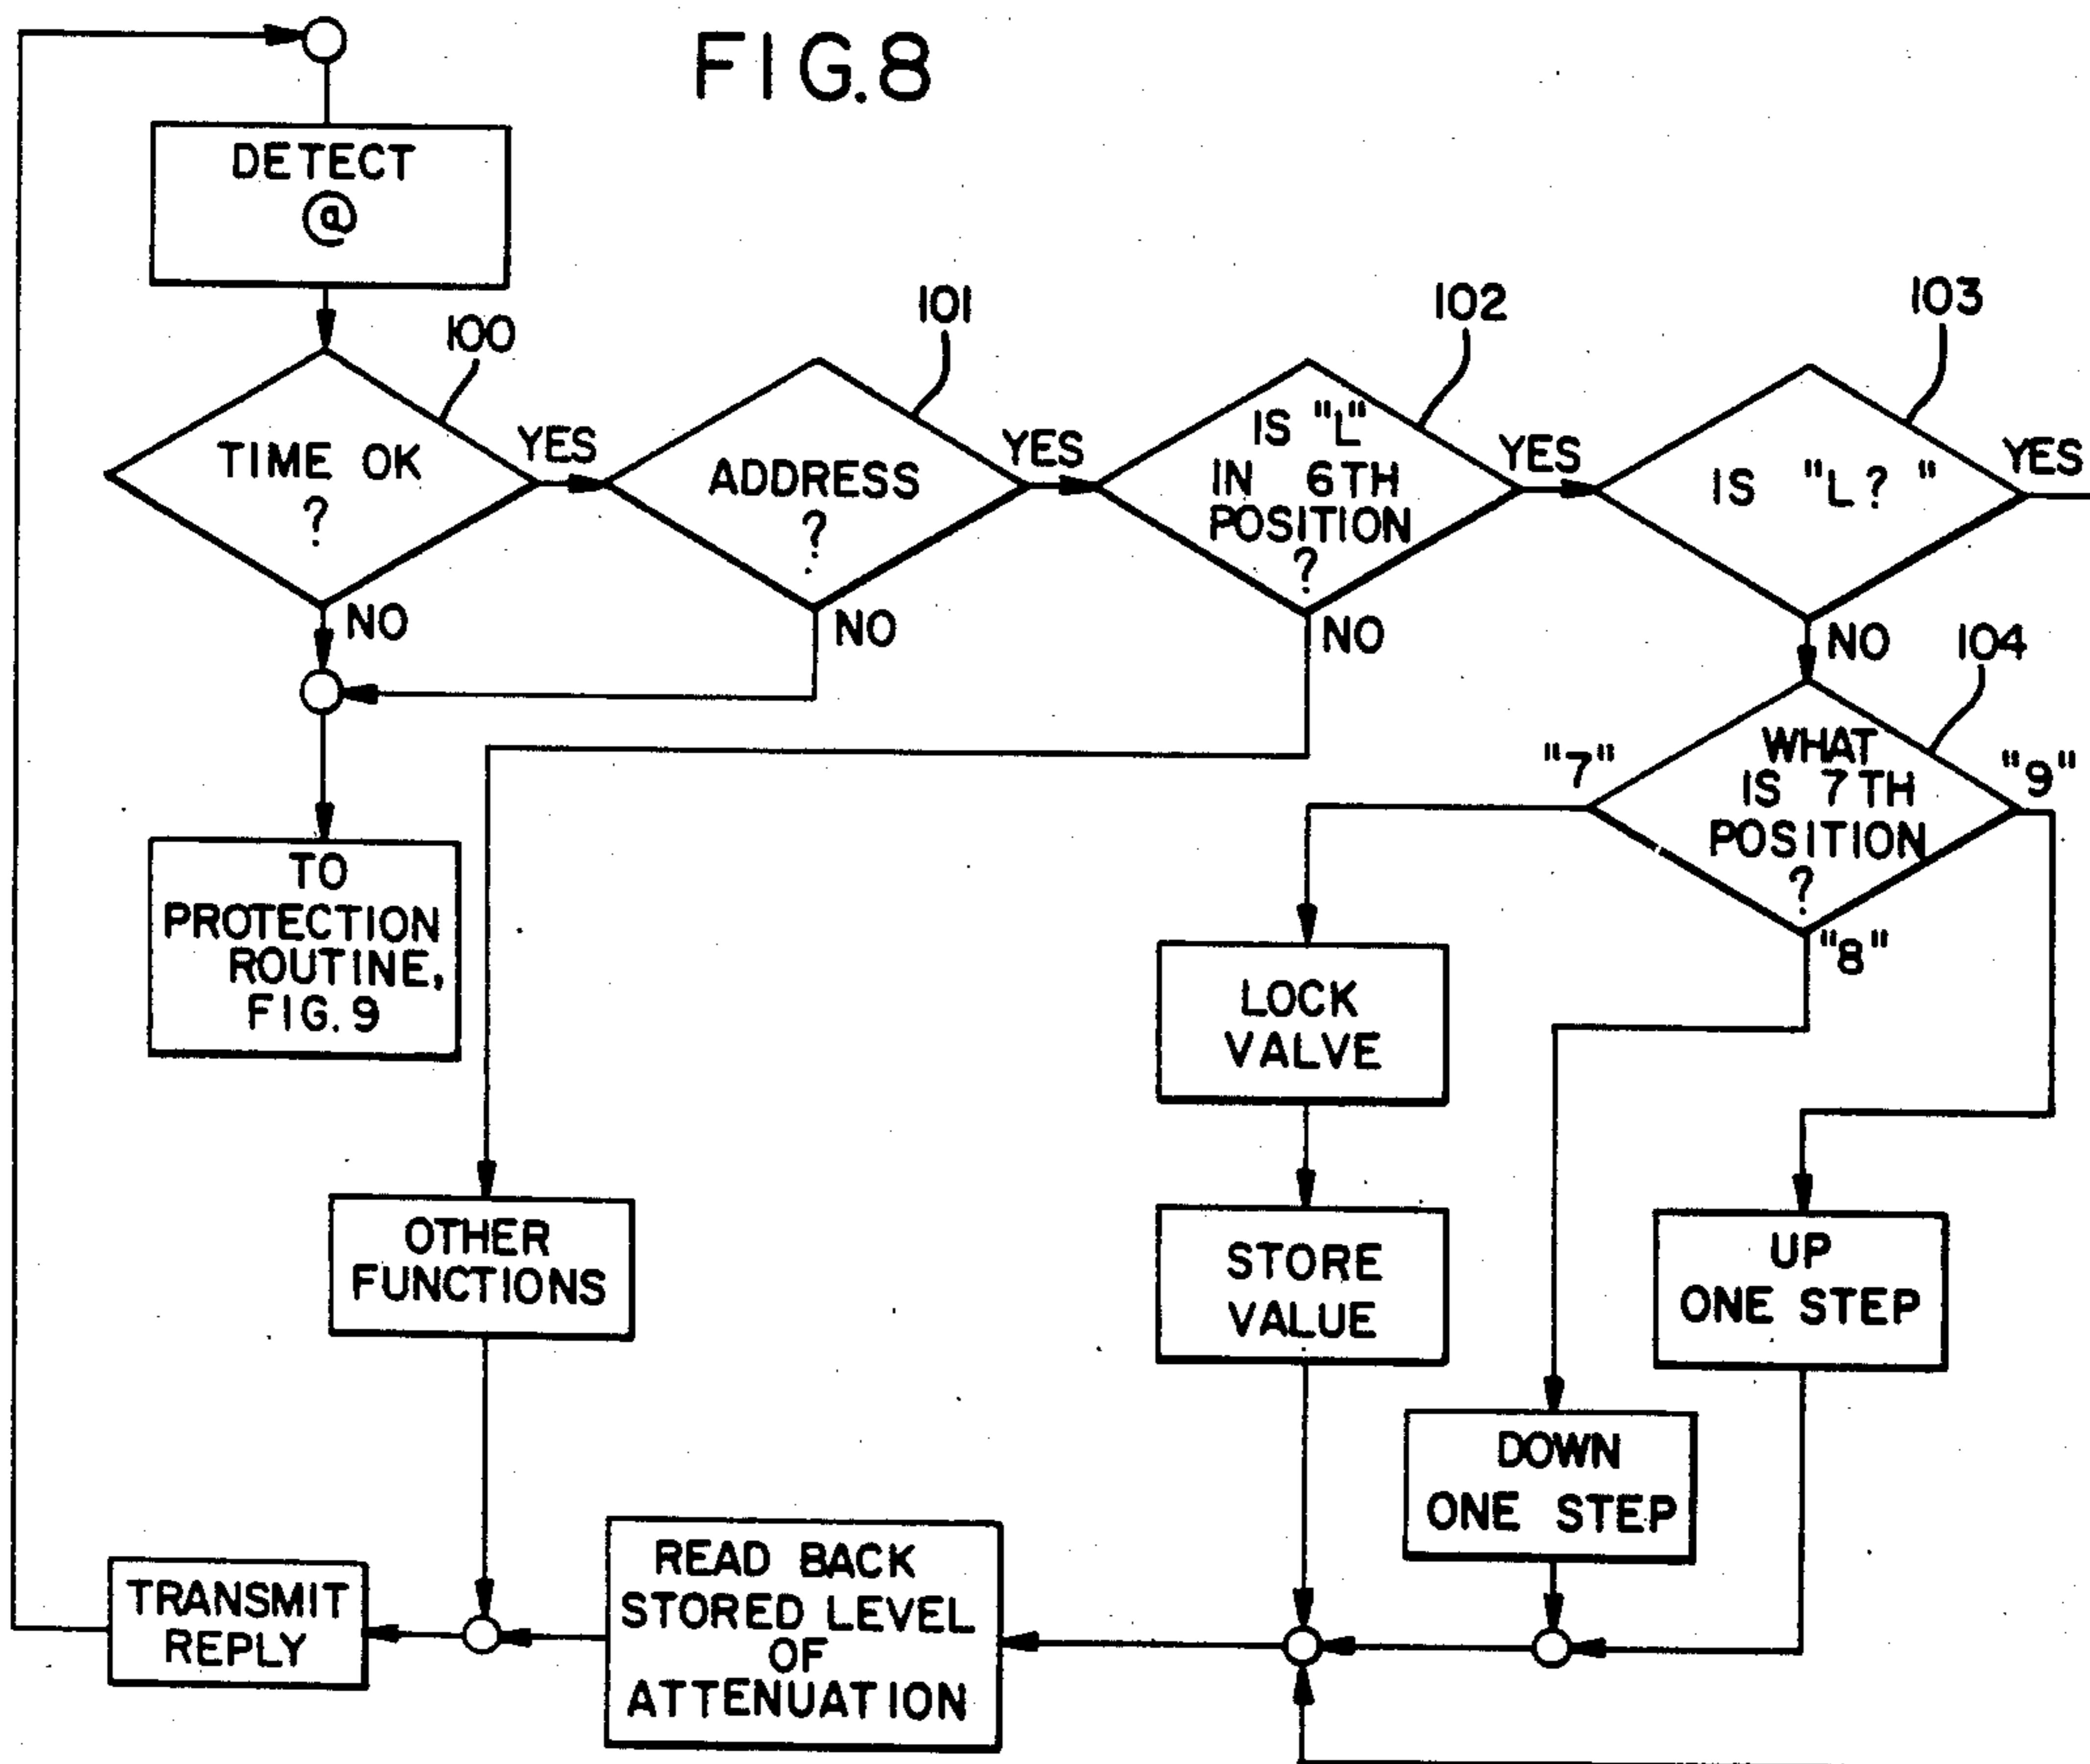 FIG.8
DETECT
@
100
101
102
103
TIME OK
?
YES
ADDRESS
?
YES
IS "L"
IN 6TH
POSITION
?
YES
IS "L? "
YES
NO
NO
NO
NO
104
WHAT
IS 7TH
POSITION
?
"7"
"9"
"8"
TO
PROTECTION
ROUTINE,
FIG. 9
LOCK
VALVE
OTHER
FUNCTIONS
STORE
VALUE
UP
ONE STEP
DOWN
ONE STEP
READ BACK
STORED LEVEL
OF
ATTENUATION
TRANSMIT
REPLY